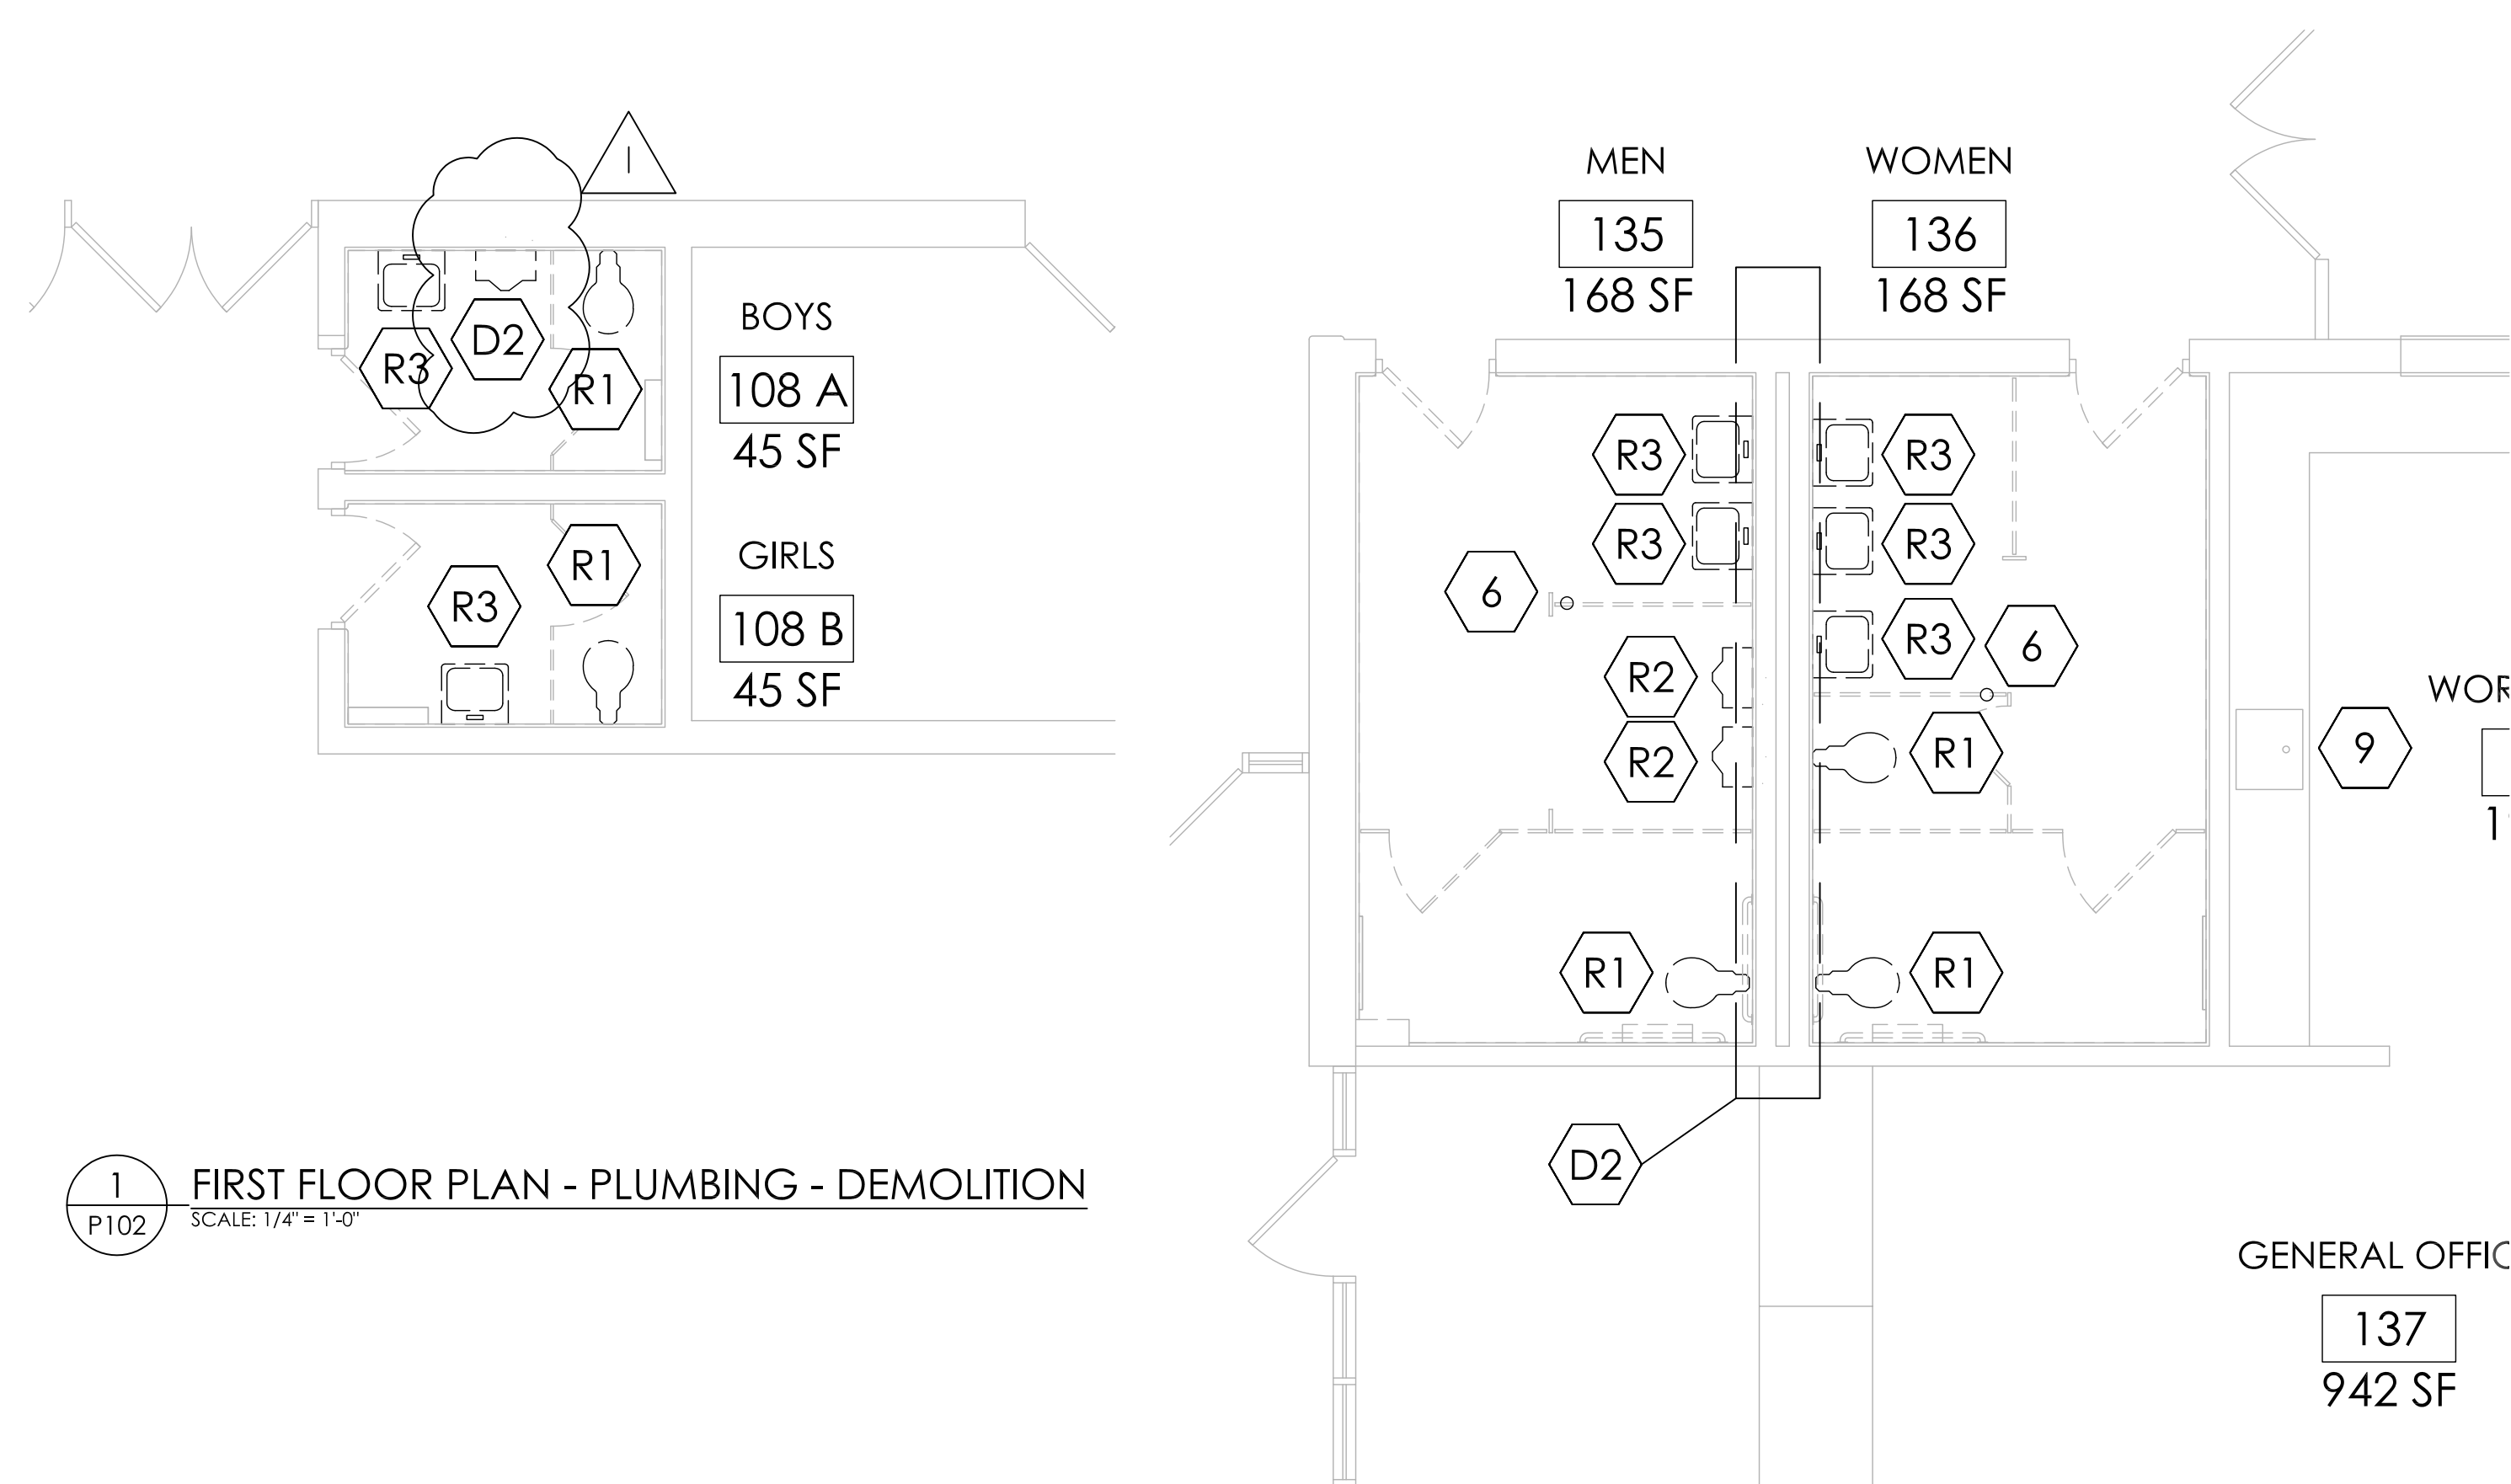 1
R3
D2
R1
BOYS
108 A
45 SF
R1
R3
GIRLS
108 B
45 SF
MEN
135
168 SF
WOMEN
136
168 SF
R3
R3
R3
R3
6
R3
6
R2
R2
R1
9
R1
R1
D2
1
P102
FIRST FLOOR PLAN - PLUMBING - DEMOLITION
SCALE: 1/4" = 1'-0"
GENERAL OFFIC
137
942 SF